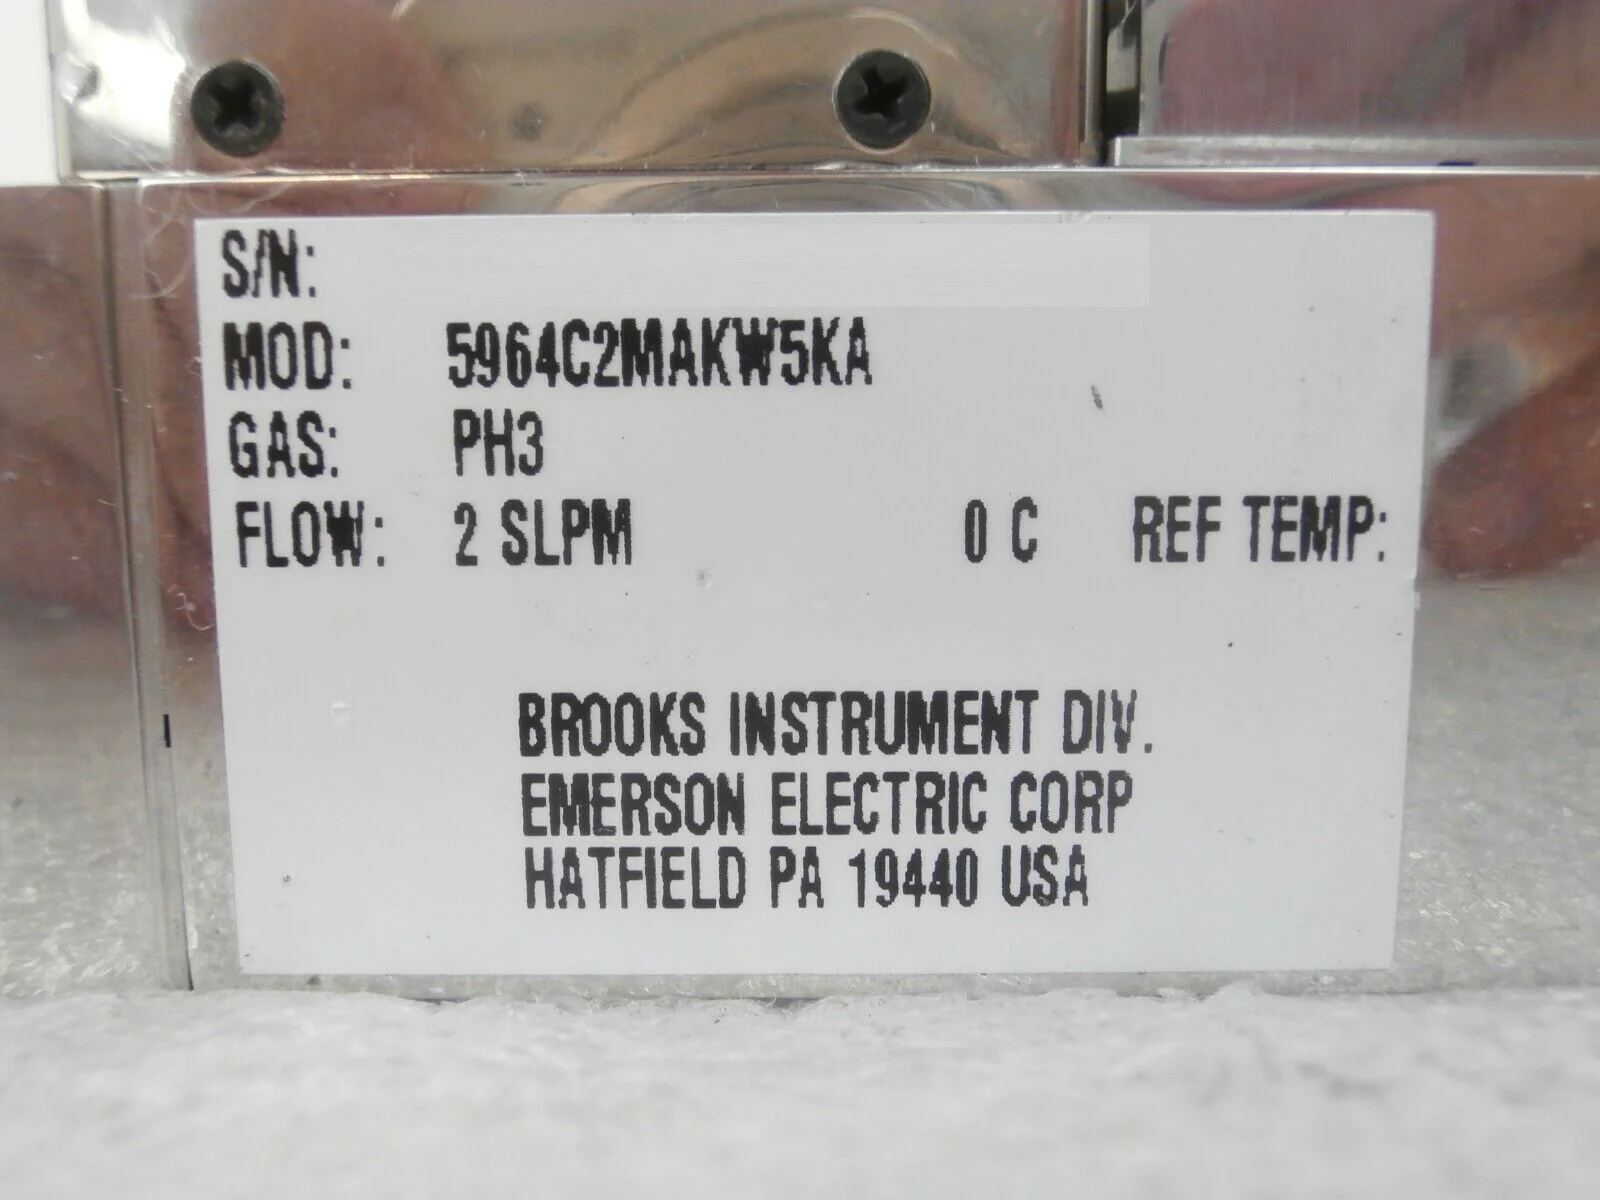 S/N:
MOD: 5964C2MAKW5KA
GAS: PH3
FLOW: 2 SLPM 0 C REF TEMP:
BROOKS INSTRUMENT DIV.
EMERSON ELECTRIC CORP
HATFIELD PA 19440 USA